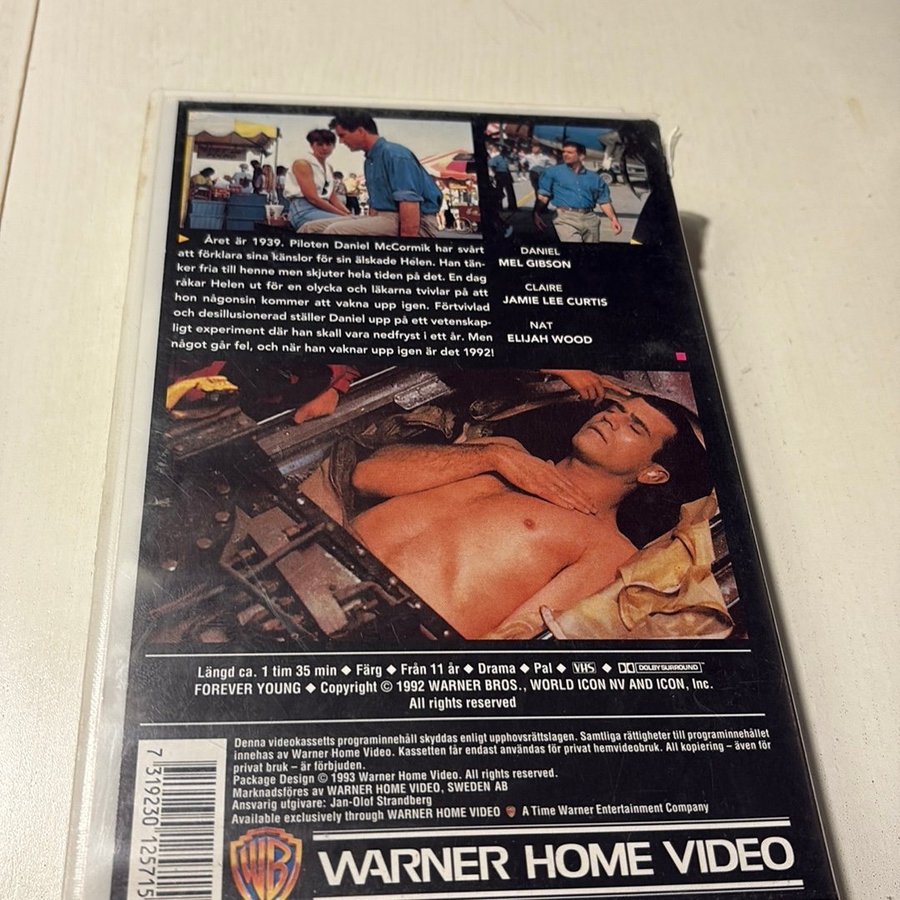 Året är 1939. Piloten Daniel McCormik har svårt
att förklara sina känslor för sin älskade Helen. Han tän-
ker fria till henne men skjuter hela tiden på det. En dag
råkar Helen ut för en olycka och läkarna tvivlar på att
hon någonsin kommer att vakna upp igen. Förtvivlad
och desillusionerad ställer Daniel upp på ett vetenskap-
ligt experiment där han skall vara nedfryst i ett år. Men
något går fel, och när han vaknar upp igen är det 1992!
DANIEL
MEL GIBSON
CLAIRE
JAMIE LEE CURTIS
NAT
ELIJAH WOOD
Längd ca. 1 tim 35 min ◆ Färg ◆ Från 11 år ◆ Drama ◆ Pal ◆ VHS ◆ DOLBY SURROUND
FOREVER YOUNG ◆ Copyright © 1992 WARNER BROS., WORLD ICON NV AND ICON, Inc.
All rights reserved
Denna videokassetts programinnehåll skyddas enligt upphovsrättslagen. Samtliga rättigheter till programinnehållet
innehas av Warner Home Video. Kassetten får endast användas för privat hemvideobruk. All kopiering – även för
privat bruk – är förbjuden.
Package Design © 1993 Warner Home Video. All rights reserved.
Marknadsföres av WARNER HOME VIDEO, SWEDEN AB
Ansvarig utgivare: Jan-Olof Strandberg
Available exclusively through WARNER HOME VIDEO A Time Warner Entertainment Company
7 319230 125715
WB WARNER HOME VIDEO